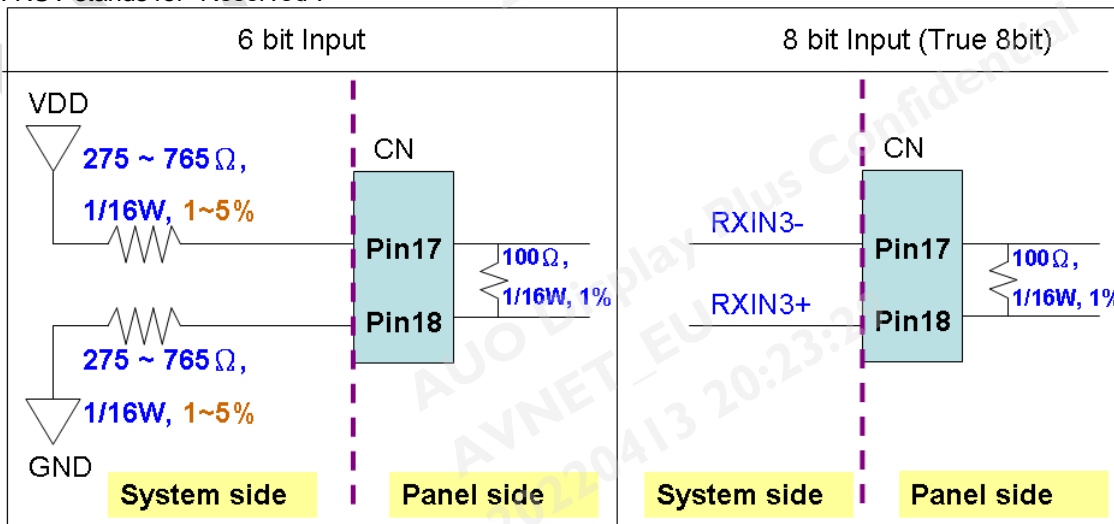 6 bit Input
8 bit Input (True 8bit)
VDD
275 ~ 765Ω,
1/16W, 1~5%
CN
Pin17
100Ω,
1/16W, 1%
Pin18
275 ~ 765Ω,
1/16W, 1~5%
GND
System side
Panel side
RXIN3-
RXIN3+
CN
Pin17
100Ω,
1/16W, 1%
Pin18
System side
Panel side
AUO Display Plus Confidential
AVNET_EU